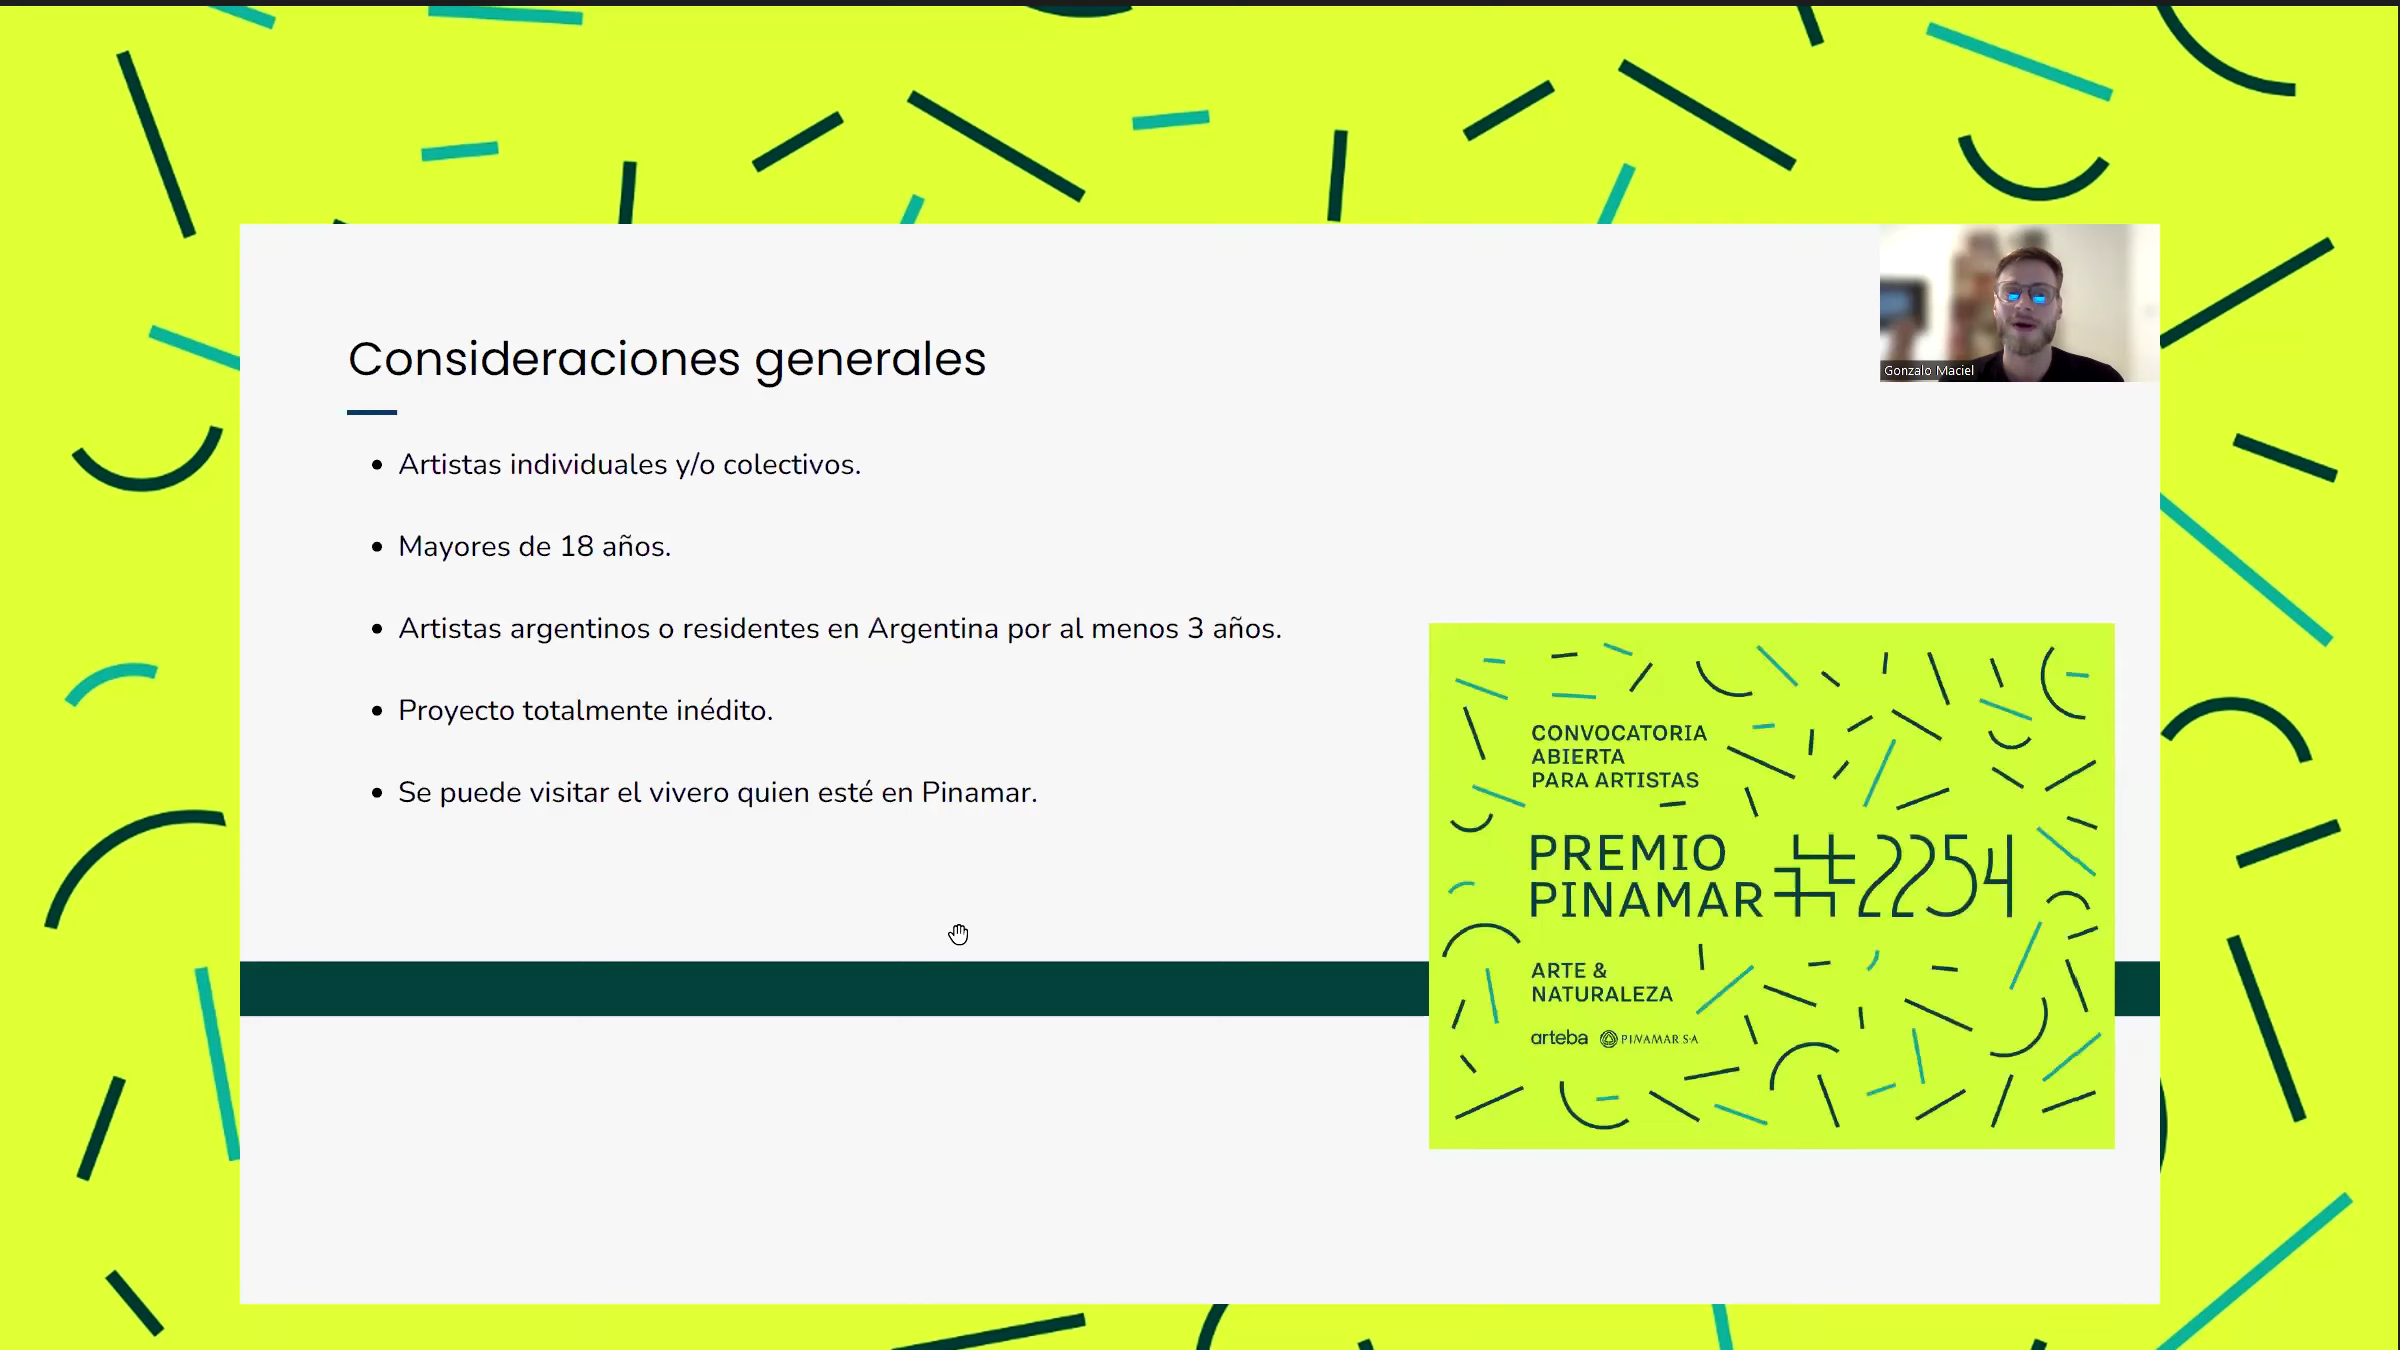 Gonzalo Maciel
Consideraciones generales
Artistas individuales y/o colectivos.
Mayores de 18 años.
Artistas argentinos o residentes en Argentina por al menos 3 años.
Proyecto totalmente inédito.
Se puede visitar el vivero quien esté en Pinamar.
CONVOCATORIA
ABIERTA
PARA ARTISTAS
PREMIO
PINAMAR #2254
ARTE &
NATURALEZA
arteba PINAMAR S.A